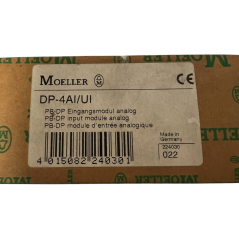 MOELLER
CE
DP-4AI/UI
PB-DP Eingangsmodul analog
PB-DP input module analog
PB-DP module d'entrée analogique
Made in
Germany
224030
022
4 015082 240301